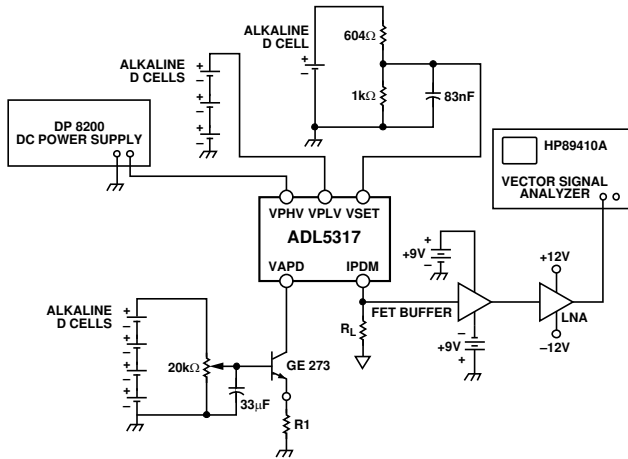 ALKALINE
D CELL
+
–
604Ω
1kΩ
83nF
ALKALINE
D CELLS
+
–
+
–
+
–
DP 8200
DC POWER SUPPLY
HP89410A
VECTOR SIGNAL
ANALYZER
VPHV VPLV VSET
ADL5317
VAPD IPDM
+9V
+
–
+12V
FET BUFFER
LNA
–12V
RL
+9V
–
+
ALKALINE
D CELLS
+
–
+
–
+
–
+
–
20kΩ
33μF
GE 273
R1